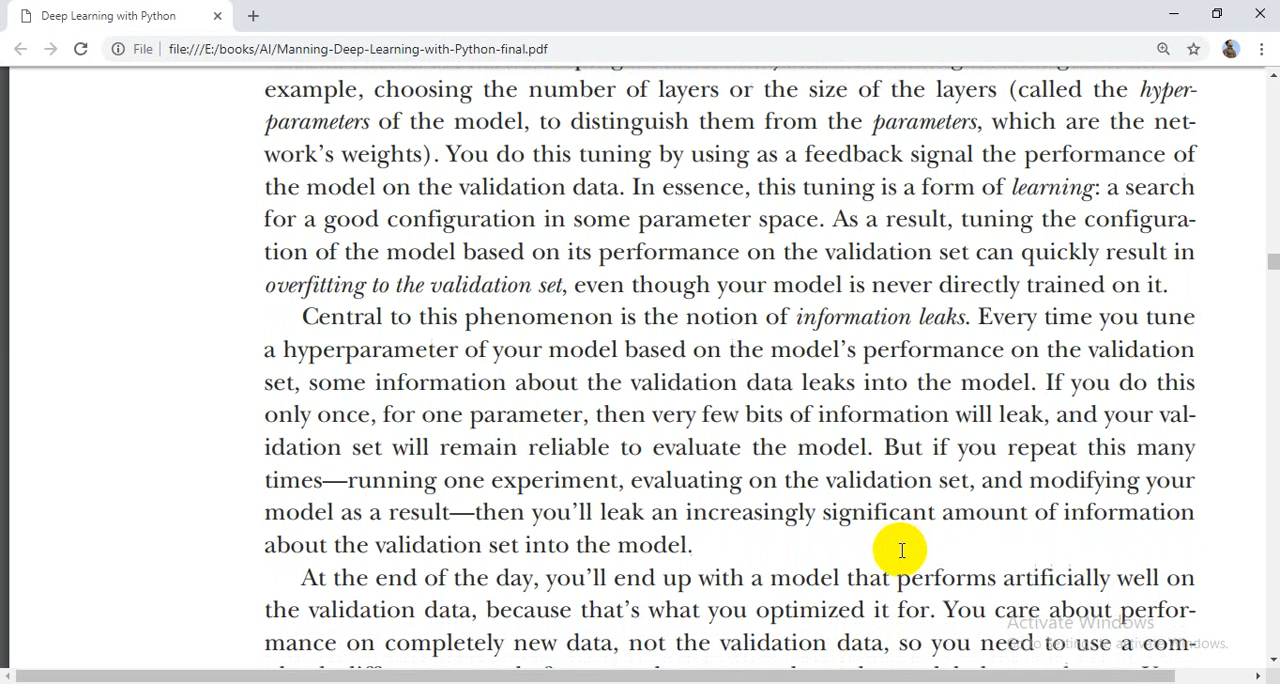 Deep Learning with Python
File
file:///E:/books/AI/Manning-Deep-Learning-with-Python-final.pdf
example, choosing the number of layers or the size of the layers (called the hyper-
parameters of the model, to distinguish them from the parameters, which are the net-
work's weights). You do this tuning by using as a feedback signal the performance of
the model on the validation data. In essence, this tuning is a form of learning: a search
for a good configuration in some parameter space. As a result, tuning the configura-
tion of the model based on its performance on the validation set can quickly result in
overfitting to the validation set, even though your model is never directly trained on it.
Central to this phenomenon is the notion of information leaks. Every time you tune
a hyperparameter of your model based on the model's performance on the validation
set, some information about the validation data leaks into the model. If you do this
only once, for one parameter, then very few bits of information will leak, and your val-
idation set will remain reliable to evaluate the model. But if you repeat this many
times—running one experiment, evaluating on the validation set, and modifying your
model as a result—then you'll leak an increasingly significant amount of information
about the validation set into the model.
At the end of the day, you'll end up with a model that performs artificially well on
the validation data, because that's what you optimized it for. You care about perfor-
Activate Windows
mance on completely new data, not the validation data, so you need to use a com-